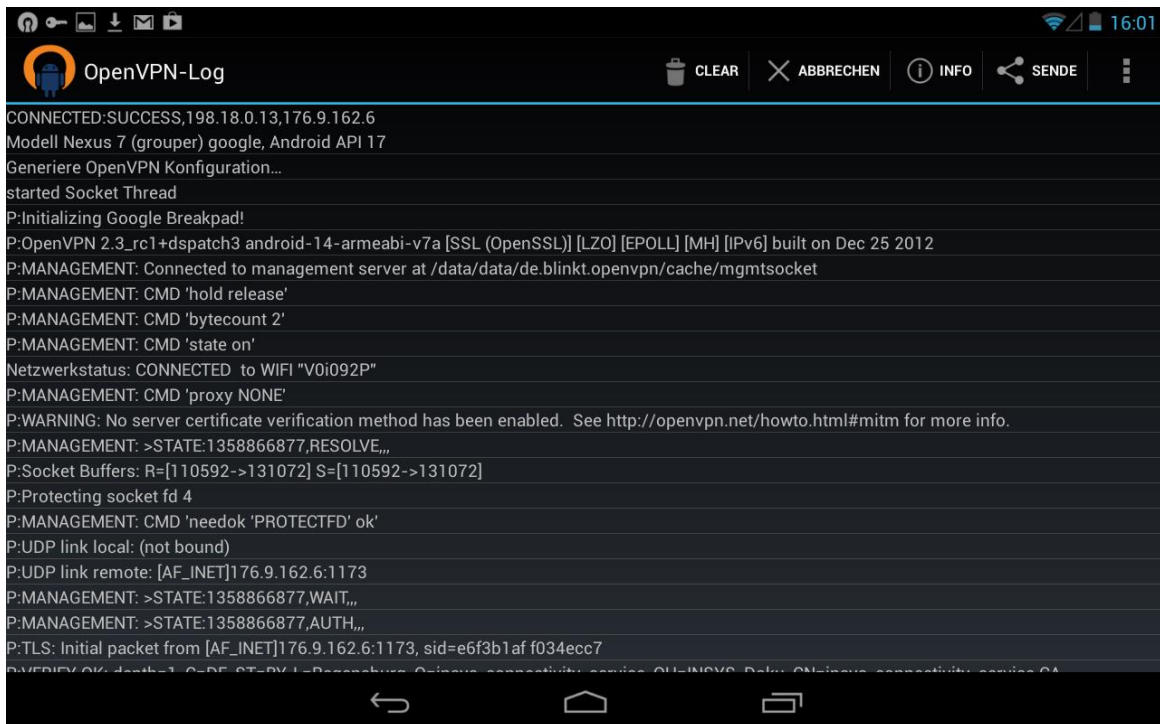 16:01
OpenVPN-Log
CLEAR
ABBRECHEN
INFO
SENDE
CONNECTED:SUCCESS,198.18.0.13,176.9.162.6
Modell Nexus 7 (grouper) google, Android API 17
Generiere OpenVPN Konfiguration...
started Socket Thread
P:Initializing Google Breakpad!
P:OpenVPN 2.3_rc1+dspatch3 android-14-armeabi-v7a [SSL (OpenSSL)] [LZO] [EPOLL] [MH] [IPv6] built on Dec 25 2012
P:MANAGEMENT: Connected to management server at /data/data/de.blinkt.openvpn/cache/mgmtsocket
P:MANAGEMENT: CMD 'hold release'
P:MANAGEMENT: CMD 'bytecount 2'
P:MANAGEMENT: CMD 'state on'
Netzwerkstatus: CONNECTED  to WIFI "V0i092P"
P:MANAGEMENT: CMD 'proxy NONE'
P:WARNING: No server certificate verification method has been enabled.  See http://openvpn.net/howto.html#mitm for more info.
P:MANAGEMENT: >STATE:1358866877,RESOLVE,,,
P:Socket Buffers: R=[110592->131072] S=[110592->131072]
P:Protecting socket fd 4
P:MANAGEMENT: CMD 'needok 'PROTECTFD' ok'
P:UDP link local: (not bound)
P:UDP link remote: [AF_INET]176.9.162.6:1173
P:MANAGEMENT: >STATE:1358866877,WAIT,,,
P:MANAGEMENT: >STATE:1358866877,AUTH,,,
P:TLS: Initial packet from [AF_INET]176.9.162.6:1173, sid=e6f3b1af f034ecc7